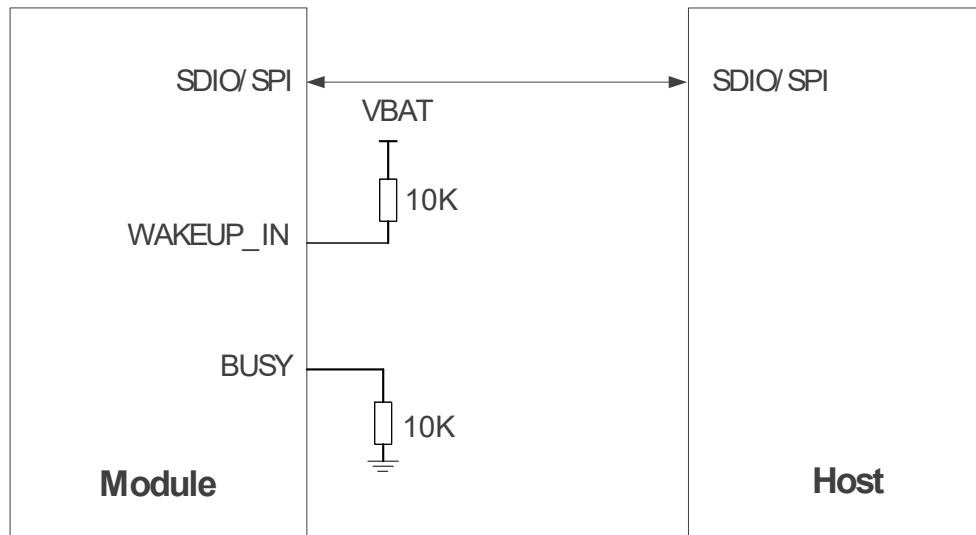 SDIO/ SPI
SDIO/ SPI
VBAT
10K
WAKEUP_IN
BUSY
10K
Module
Host